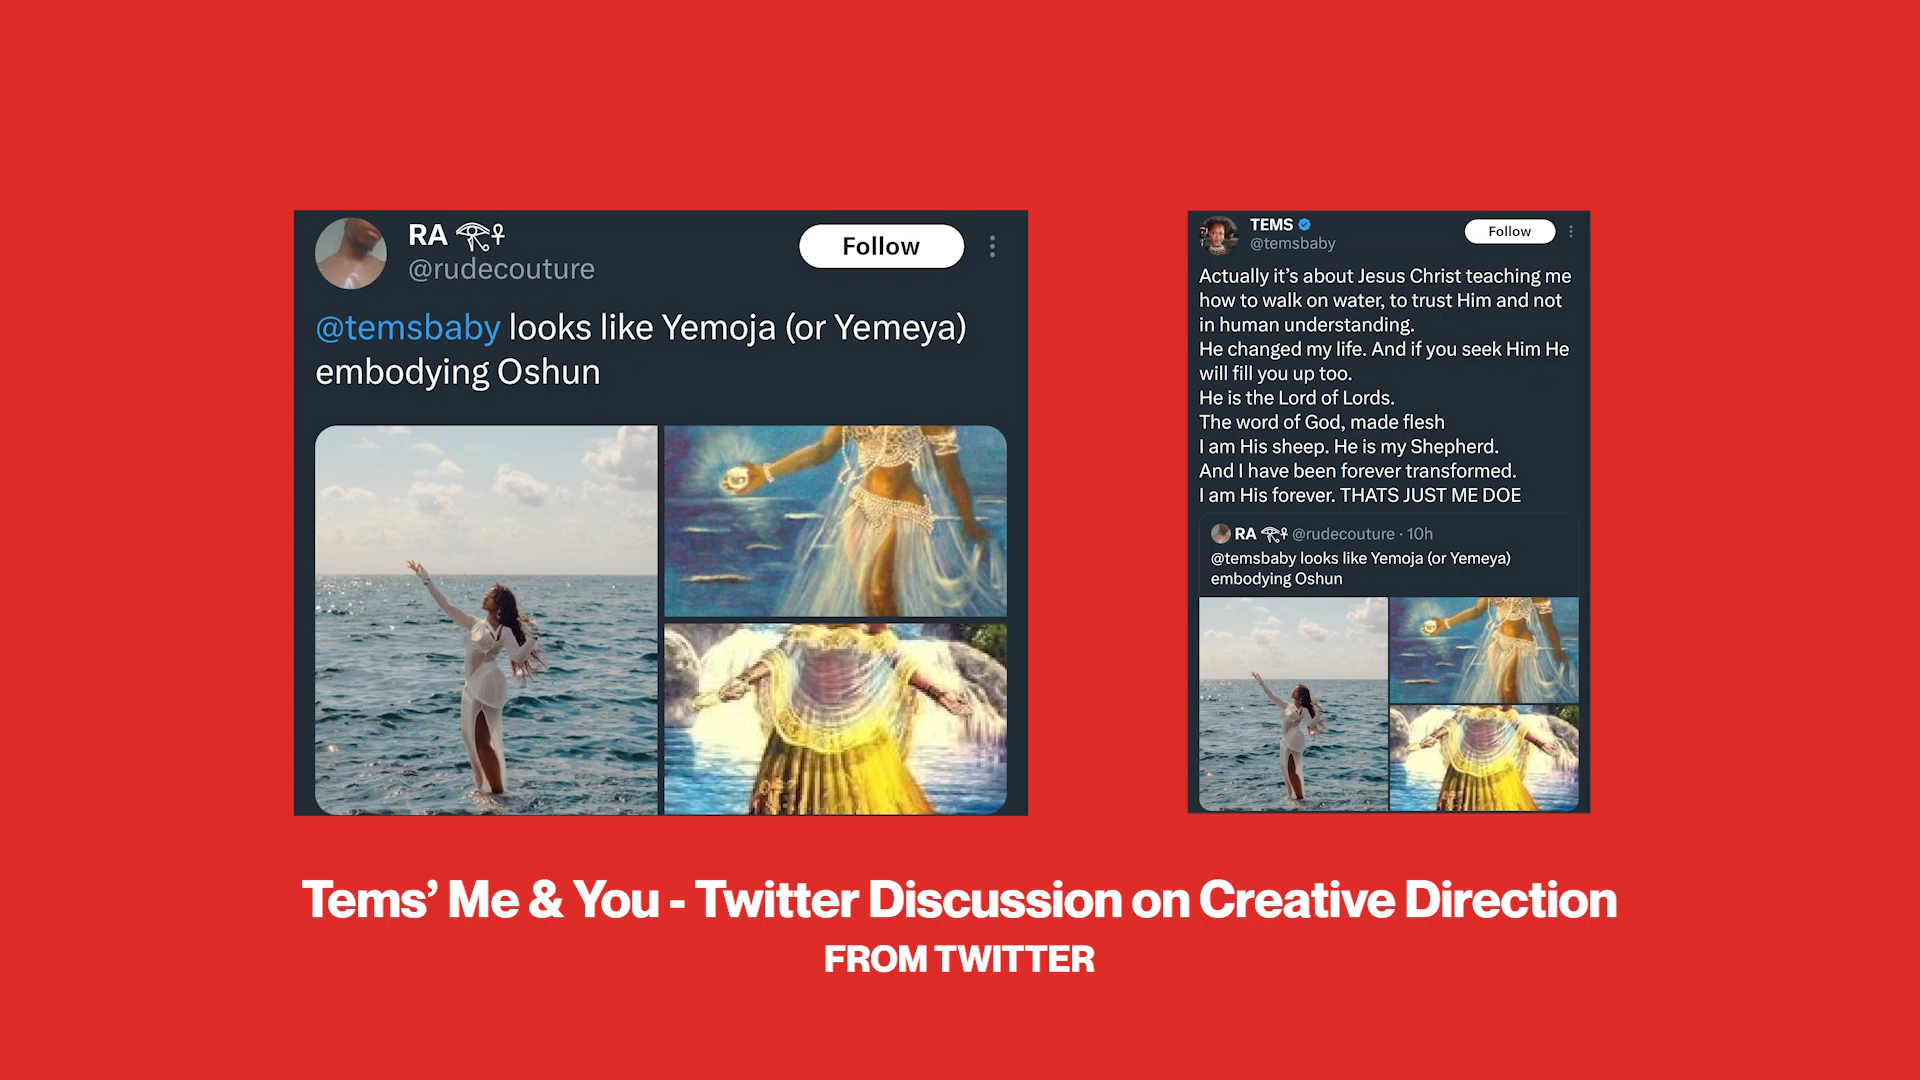 RA 𓂀☥
@rudecouture
Follow
@temsbaby looks like Yemoja (or Yemeya)
embodying Oshun
TEMS
@temsbaby
Follow
Actually it’s about Jesus Christ teaching me
how to walk on water, to trust Him and not
in human understanding.
He changed my life. And if you seek Him He
will fill you up too.
He is the Lord of Lords.
The word of God, made flesh
I am His sheep. He is my Shepherd.
And I have been forever transformed.
I am His forever. THATS JUST ME DOE
RA 𓂀☥ @rudecouture · 10h
@temsbaby looks like Yemoja (or Yemeya)
embodying Oshun
Tems’ Me & You - Twitter Discussion on Creative Direction
FROM TWITTER